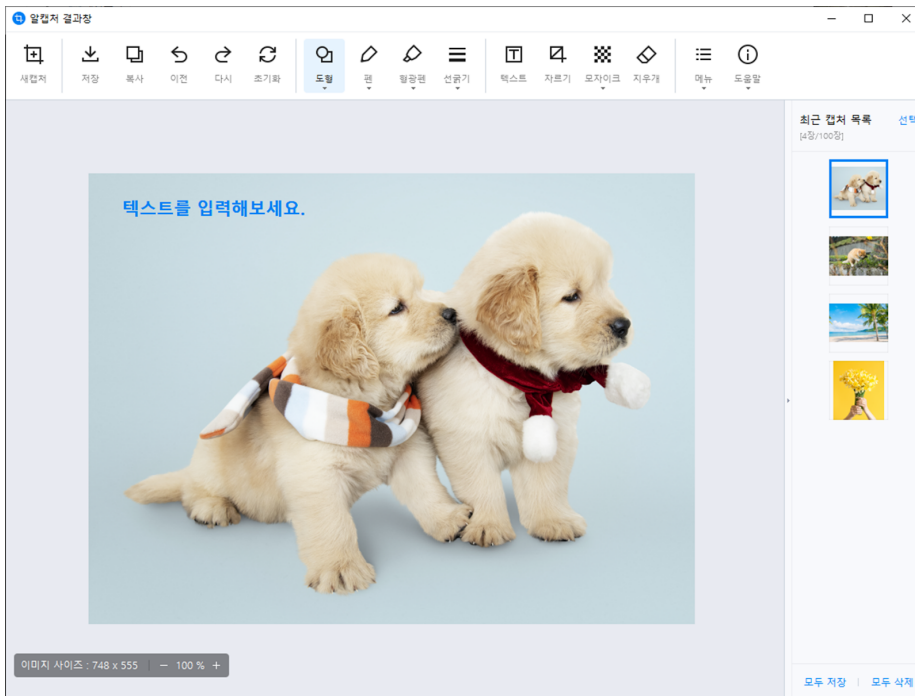 알캡처 결과창
새캡처 저장 복사 이전 다시 초기화 도형 펜 형광펜 선굵기 텍스트 자르기 모자이크 지우개 메뉴 도움말
최근 캡처 목록 선택
[4장/100장]
텍스트를 입력해보세요.
이미지 사이즈 : 748 x 555 | − 100 % +
모두 저장 | 모두 삭제